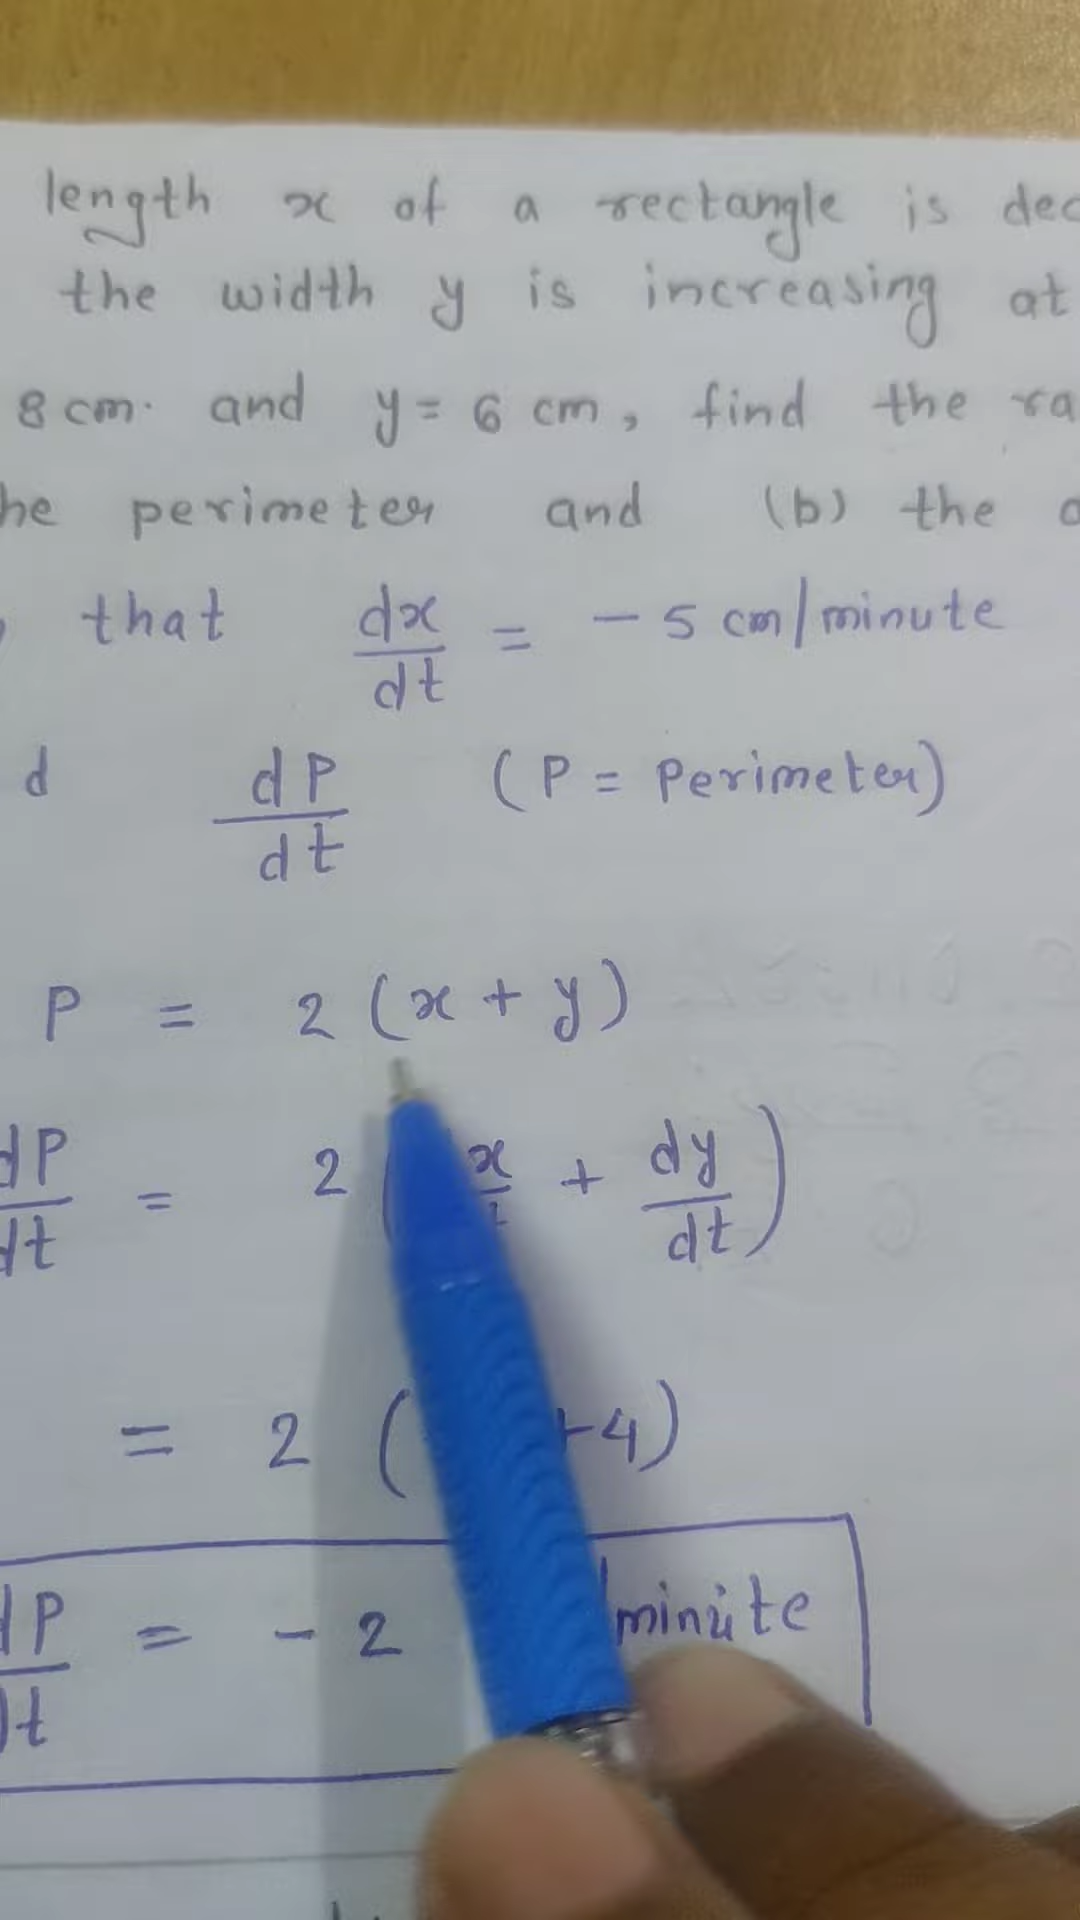 length x of a rectangle is dec
the width y is increasing at
8 cm. and y = 6 cm, find the ra
he perimeter and (b) the a
that dx/dt = - 5 cm/minute
d dP/dt (P = Perimeter)
P = 2 (x + y)
dP/dt = 2 ( x + dy/dt )
= 2 ( +4)
dP/dt = - 2 /minute